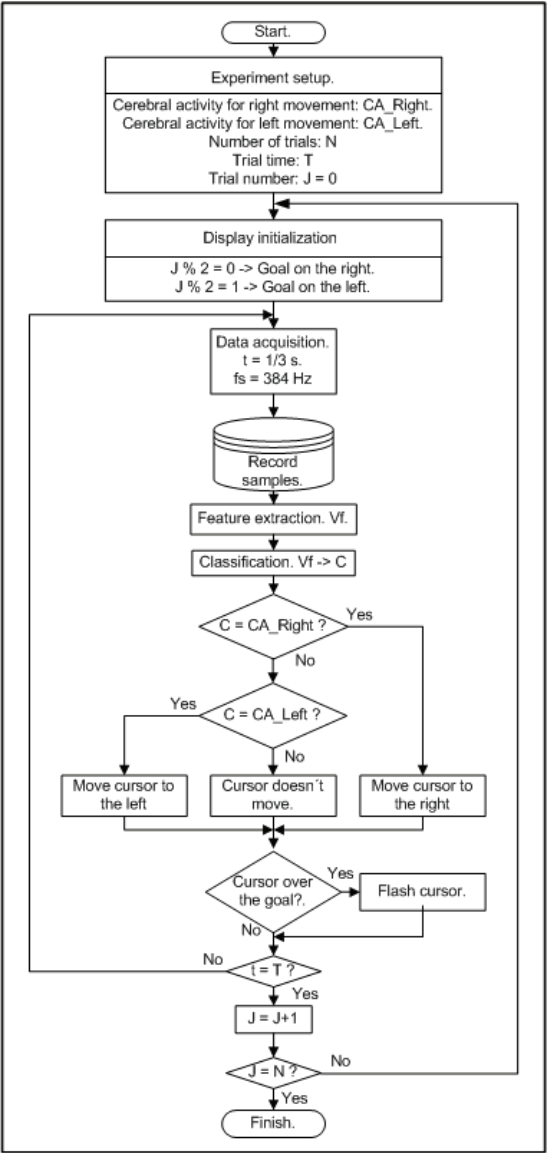 Start.
Experiment setup.
Cerebral activity for right movement: CA_Right.
Cerebral activity for left movement: CA_Left.
Number of trials: N
Trial time: T
Trial number: J = 0
Display initialization
J % 2 = 0 -> Goal on the right.
J % 2 = 1 -> Goal on the left.
Data acquisition.
t = 1/3 s.
fs = 384 Hz
Record
samples.
Feature extraction. Vf.
Classification. Vf -> C
C = CA_Right ?
Yes
No
C = CA_Left ?
Yes
No
Move cursor to
the left
Cursor doesn´t
move.
Move cursor to
the right
Cursor over
the goal?.
Yes
Flash cursor.
No
t = T ?
No
Yes
J = J+1
J = N ?
No
Yes
Finish.